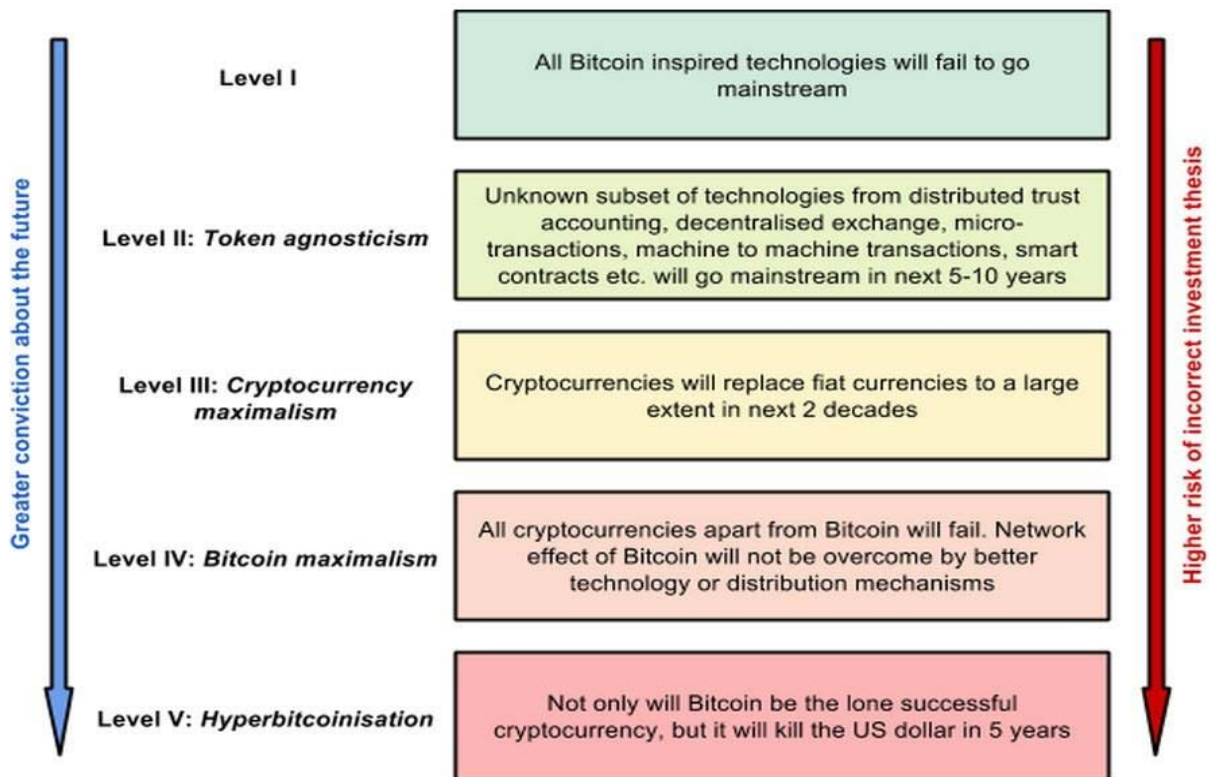 Greater conviction about the future
Level I
All Bitcoin inspired technologies will fail to go
mainstream
Level II: Token agnosticism
Unknown subset of technologies from distributed trust
accounting, decentralised exchange, micro-
transactions, machine to machine transactions, smart
contracts etc. will go mainstream in next 5-10 years
Level III: Cryptocurrency
maximalism
Cryptocurrencies will replace fiat currencies to a large
extent in next 2 decades
Level IV: Bitcoin maximalism
All cryptocurrencies apart from Bitcoin will fail. Network
effect of Bitcoin will not be overcome by better
technology or distribution mechanisms
Level V: Hyperbitcoinisation
Not only will Bitcoin be the lone successful
cryptocurrency, but it will kill the US dollar in 5 years
Higher risk of incorrect investment thesis